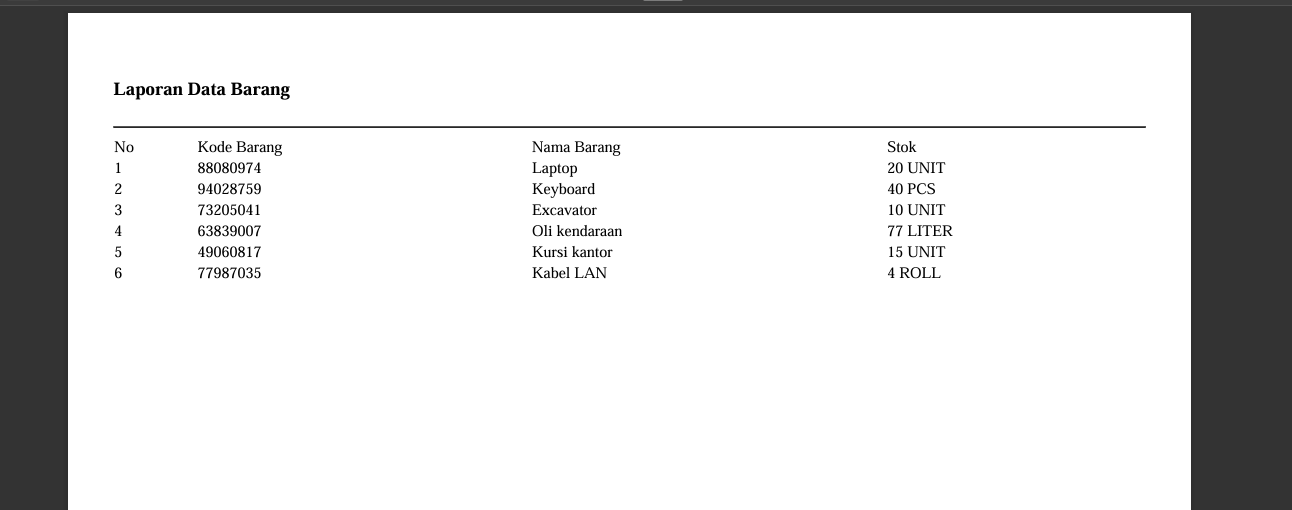 Laporan Data Barang
No Kode Barang Nama Barang Stok
1 88080974 Laptop 20 UNIT
2 94028759 Keyboard 40 PCS
3 73205041 Excavator 10 UNIT
4 63839007 Oli kendaraan 77 LITER
5 49060817 Kursi kantor 15 UNIT
6 77987035 Kabel LAN 4 ROLL